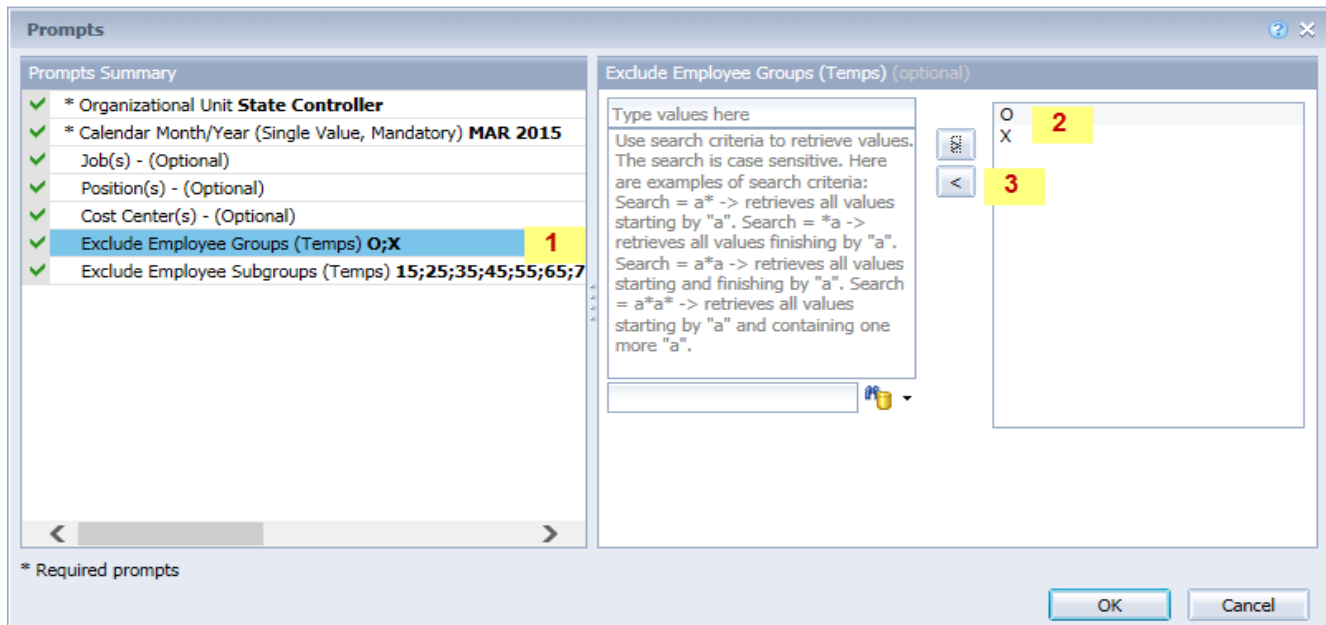 Prompts
Prompts Summary
* Organizational Unit State Controller
* Calendar Month/Year (Single Value, Mandatory) MAR 2015
Job(s) - (Optional)
Position(s) - (Optional)
Cost Center(s) - (Optional)
Exclude Employee Groups (Temps) O;X 1
Exclude Employee Subgroups (Temps) 15;25;35;45;55;65;7
* Required prompts
Exclude Employee Groups (Temps) (optional)
Type values here
Use search criteria to retrieve values.
The search is case sensitive. Here
are examples of search criteria:
Search = a* -> retrieves all values
starting by "a". Search = *a ->
retrieves all values finishing by "a".
Search = a*a -> retrieves all values
starting and finishing by "a". Search
= a*a* -> retrieves all values
starting by "a" and containing one
more "a".
< 3
O 2
X
OK Cancel